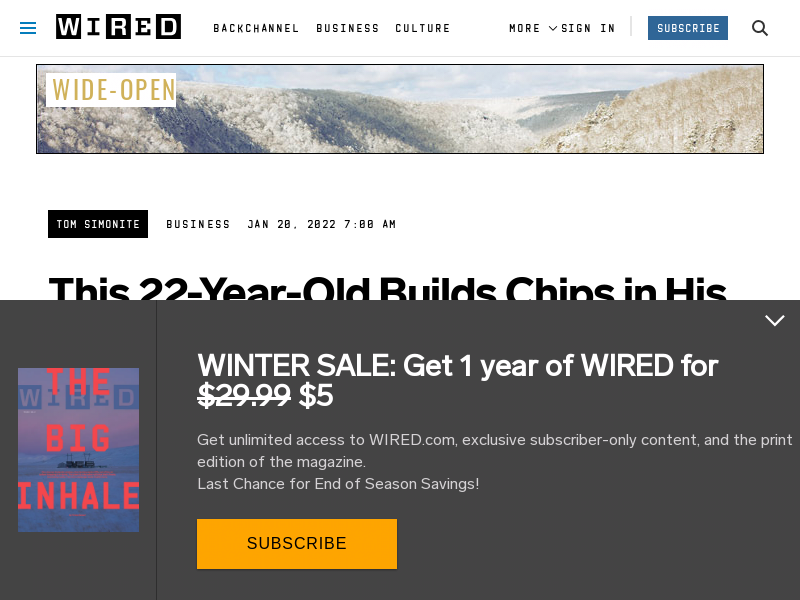 WIRED
BACKCHANNEL BUSINESS CULTURE MORE SIGN IN SUBSCRIBE
WIDE-OPEN
TOM SIMONITE BUSINESS JAN 20, 2022 7:00 AM
This 22-Year-Old Builds Chips in His
WINTER SALE: Get 1 year of WIRED for
$29.99 $5
Get unlimited access to WIRED.com, exclusive subscriber-only content, and the print
edition of the magazine.
Last Chance for End of Season Savings!
SUBSCRIBE
WIRED
THE
BIG
INHALE